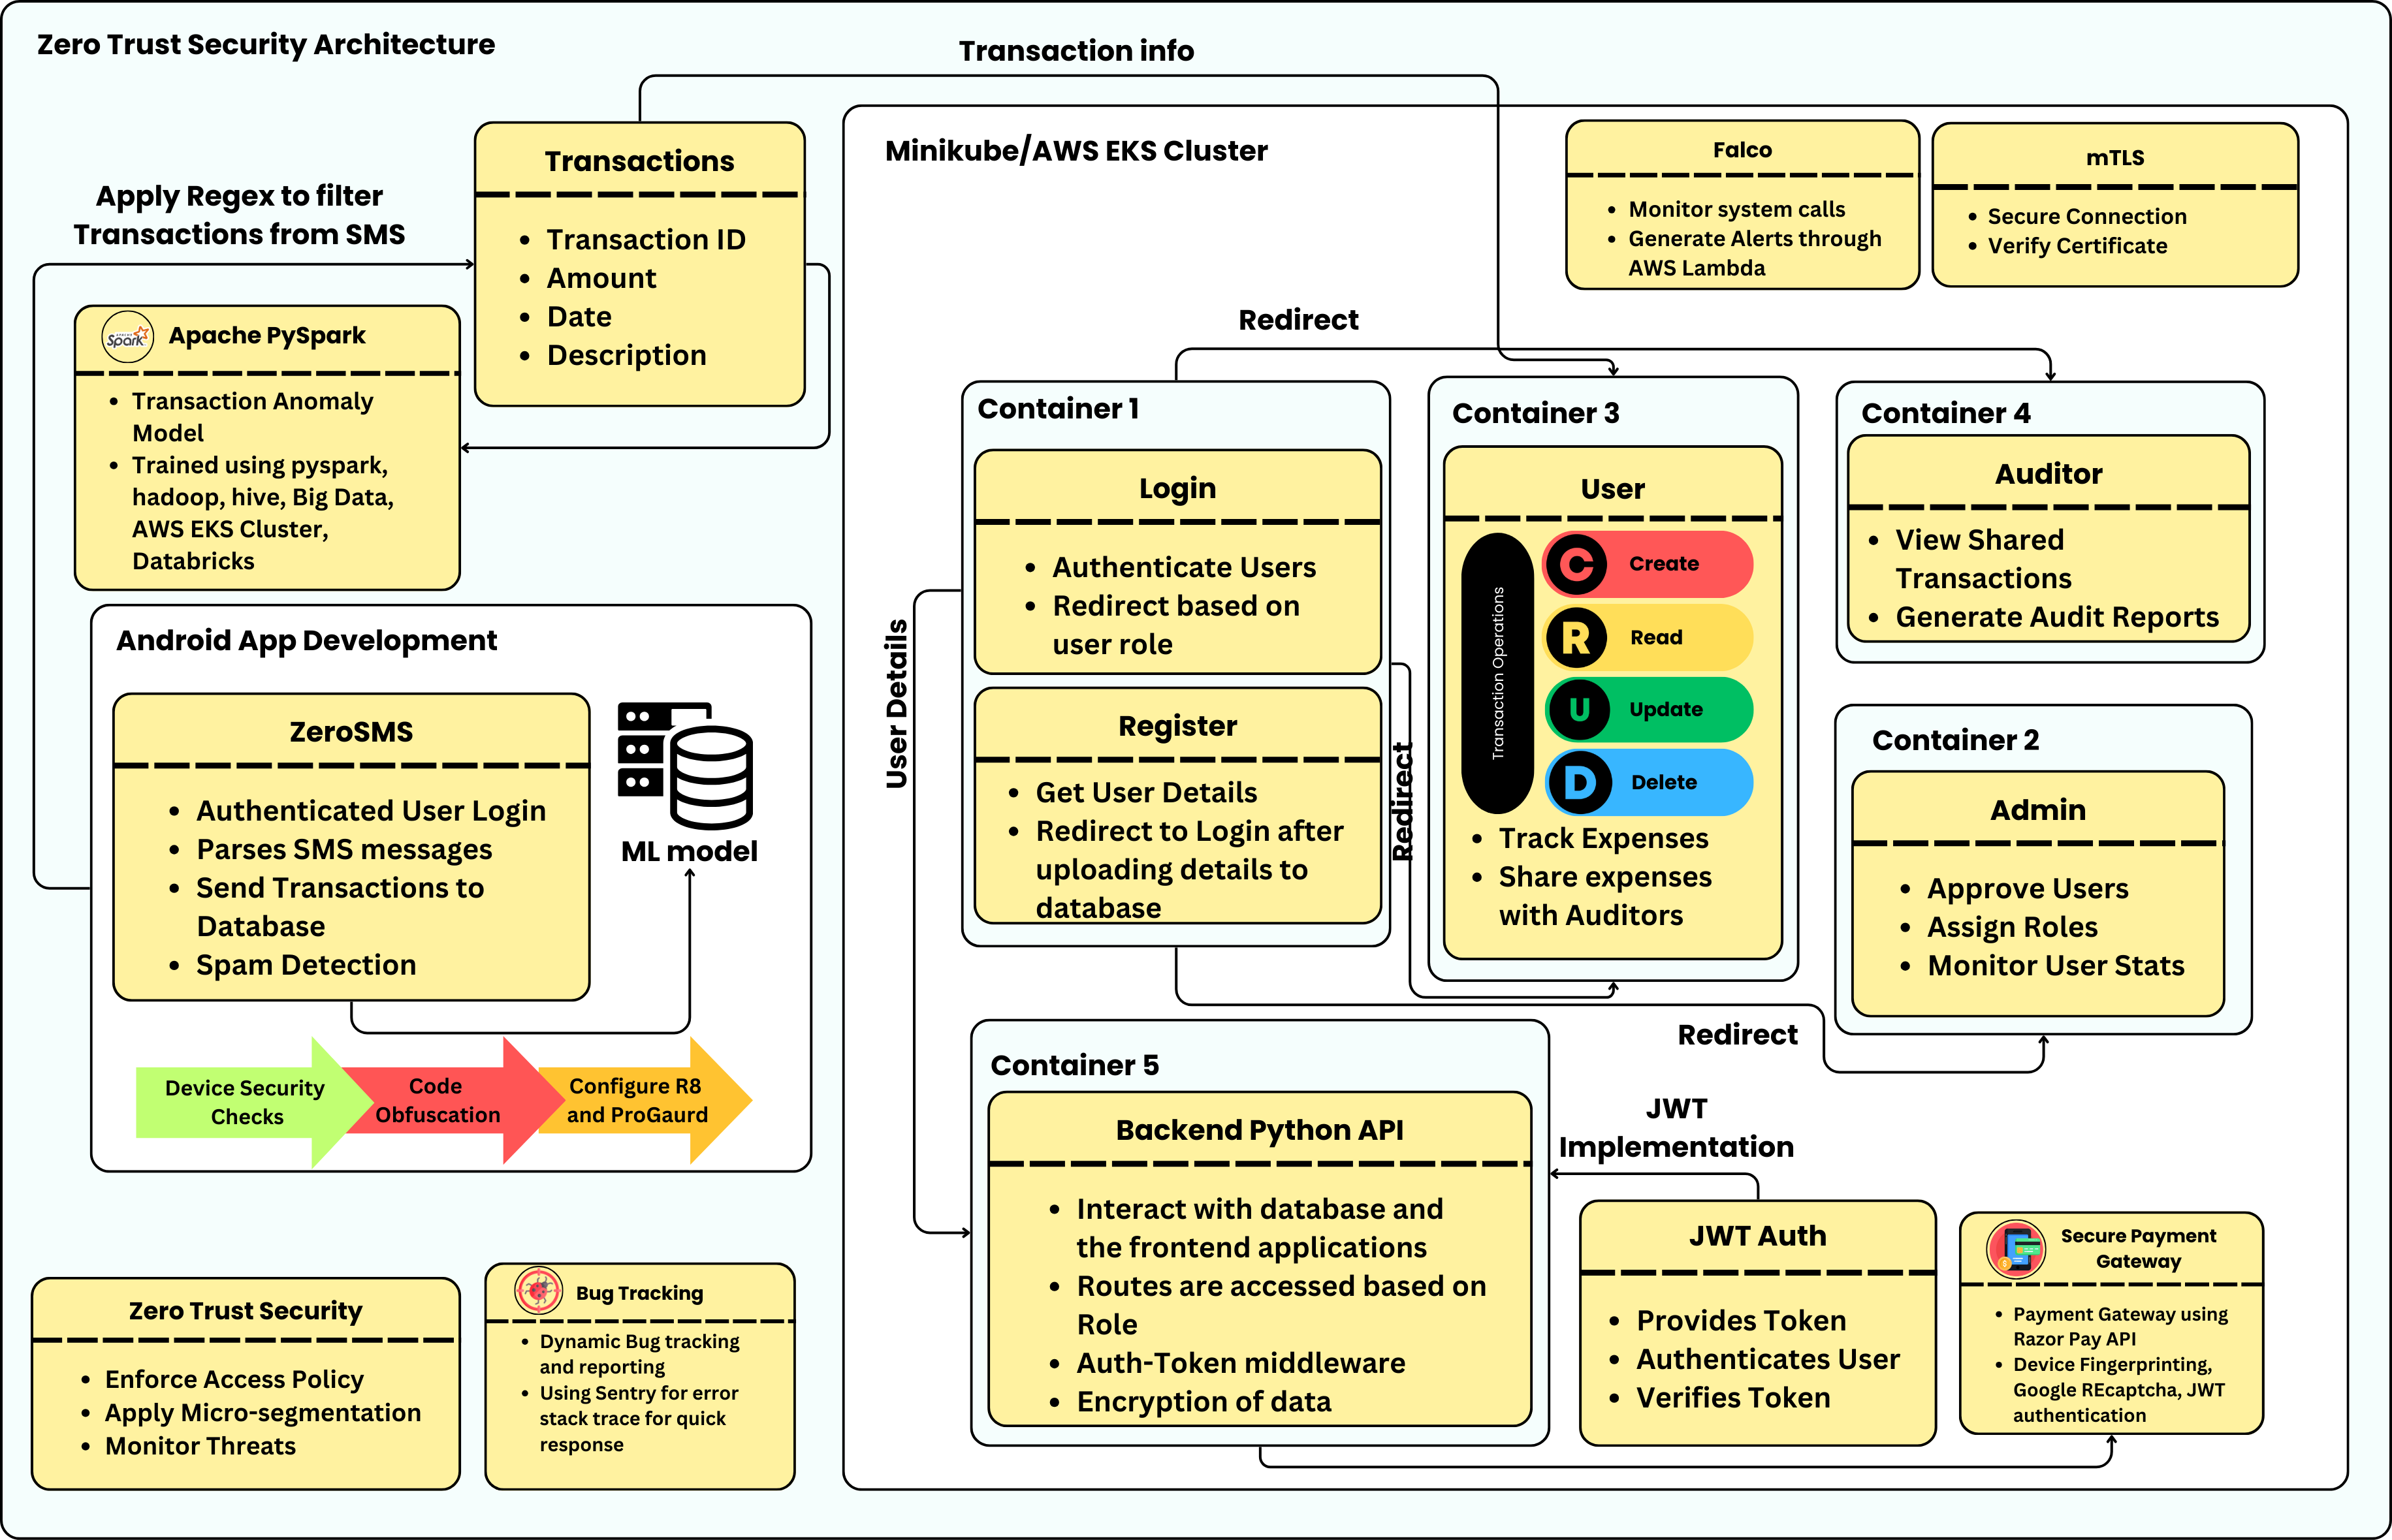 Zero Trust Security Architecture
Transaction info
Apply Regex to filter
Transactions from SMS
Transactions
• Transaction ID
• Amount
• Date
• Description
APACHE
Spark
Apache PySpark
• Transaction Anomaly
Model
• Trained using pyspark,
hadoop, hive, Big Data,
AWS EKS Cluster,
Databricks
Android App Development
ZeroSMS
• Authenticated User Login
• Parses SMS messages
• Send Transactions to
Database
• Spam Detection
ML model
Device Security
Checks
Code
Obfuscation
Configure R8
and ProGaurd
Zero Trust Security
• Enforce Access Policy
• Apply Micro-segmentation
• Monitor Threats
Bug Tracking
• Dynamic Bug tracking
and reporting
• Using Sentry for error
stack trace for quick
response
Minikube/AWS EKS Cluster
Falco
• Monitor system calls
• Generate Alerts through
AWS Lambda
mTLS
• Secure Connection
• Verify Certificate
Redirect
Container 1
Login
• Authenticate Users
• Redirect based on
user role
Register
• Get User Details
• Redirect to Login after
uploading details to
database
User Details
Redirect
Container 3
User
Transaction Operations
C
Create
R
Read
U
Update
D
Delete
• Track Expenses
• Share expenses
with Auditors
Container 4
Auditor
• View Shared
Transactions
• Generate Audit Reports
Container 2
Admin
• Approve Users
• Assign Roles
• Monitor User Stats
Redirect
Container 5
Backend Python API
• Interact with database and
the frontend applications
• Routes are accessed based on
Role
• Auth-Token middleware
• Encryption of data
JWT
Implementation
JWT Auth
• Provides Token
• Authenticates User
• Verifies Token
Secure Payment
Gateway
• Payment Gateway using
Razor Pay API
• Device Fingerprinting,
Google REcaptcha, JWT
authentication